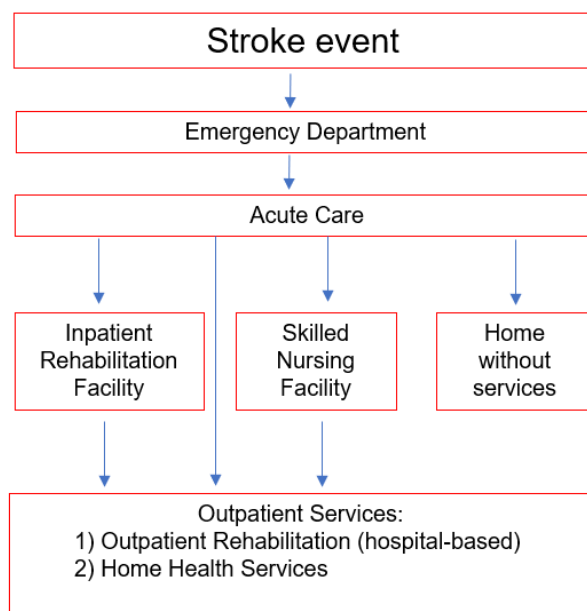 Stroke event
Emergency Department
Acute Care
Inpatient
Rehabilitation
Facility
Skilled
Nursing
Facility
Home
without
services
Outpatient Services:
1) Outpatient Rehabilitation (hospital-based)
2) Home Health Services